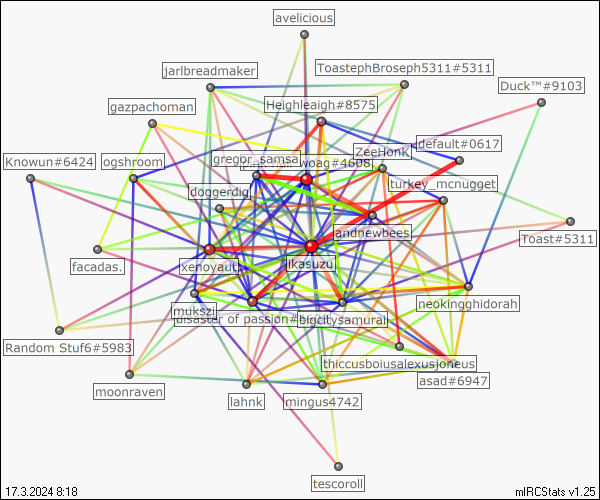 avelicious
jarlbreadmaker
ToastephBroseph5311#5311
Duck™#9103
gazpachoman
Heighleaigh#8575
default#0617
Knowun#6424
ogshroom
gregor_samsa
woag#4608
ZeeHonk
turkey_mcnugget
doggerdig
andnewbees
Toast#5311
facadas.
xenoyaut
jkasuzu
mukszi
disaster of passion#
bigcitysamurai
neokingghidorah
Random Stuf6#5983
thiccusboiusalexusjoneus
asad#6947
moonraven
lahnk
mingus4742
tescoroll
17.3.2024 8:18
mIRCStats v1.25